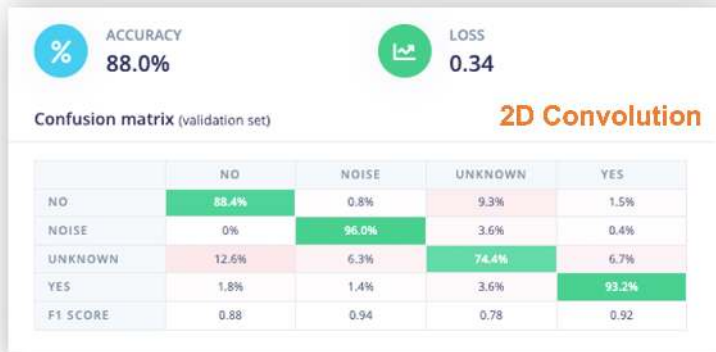 ACCURACY LOSS
% 88.0% 0.34
Confusion matrix (validation set) 2D Convolution
NO NOISE UNKNOWN YES
NO 88.4% 0.8% 9.3% 1.5%
NOISE 0% 96.0% 3.6% 0.4%
UNKNOWN 12.6% 6.3% 74.4% 6.7%
YES 1.8% 1.4% 3.6% 93.2%
F1 SCORE 0.88 0.94 0.78 0.92